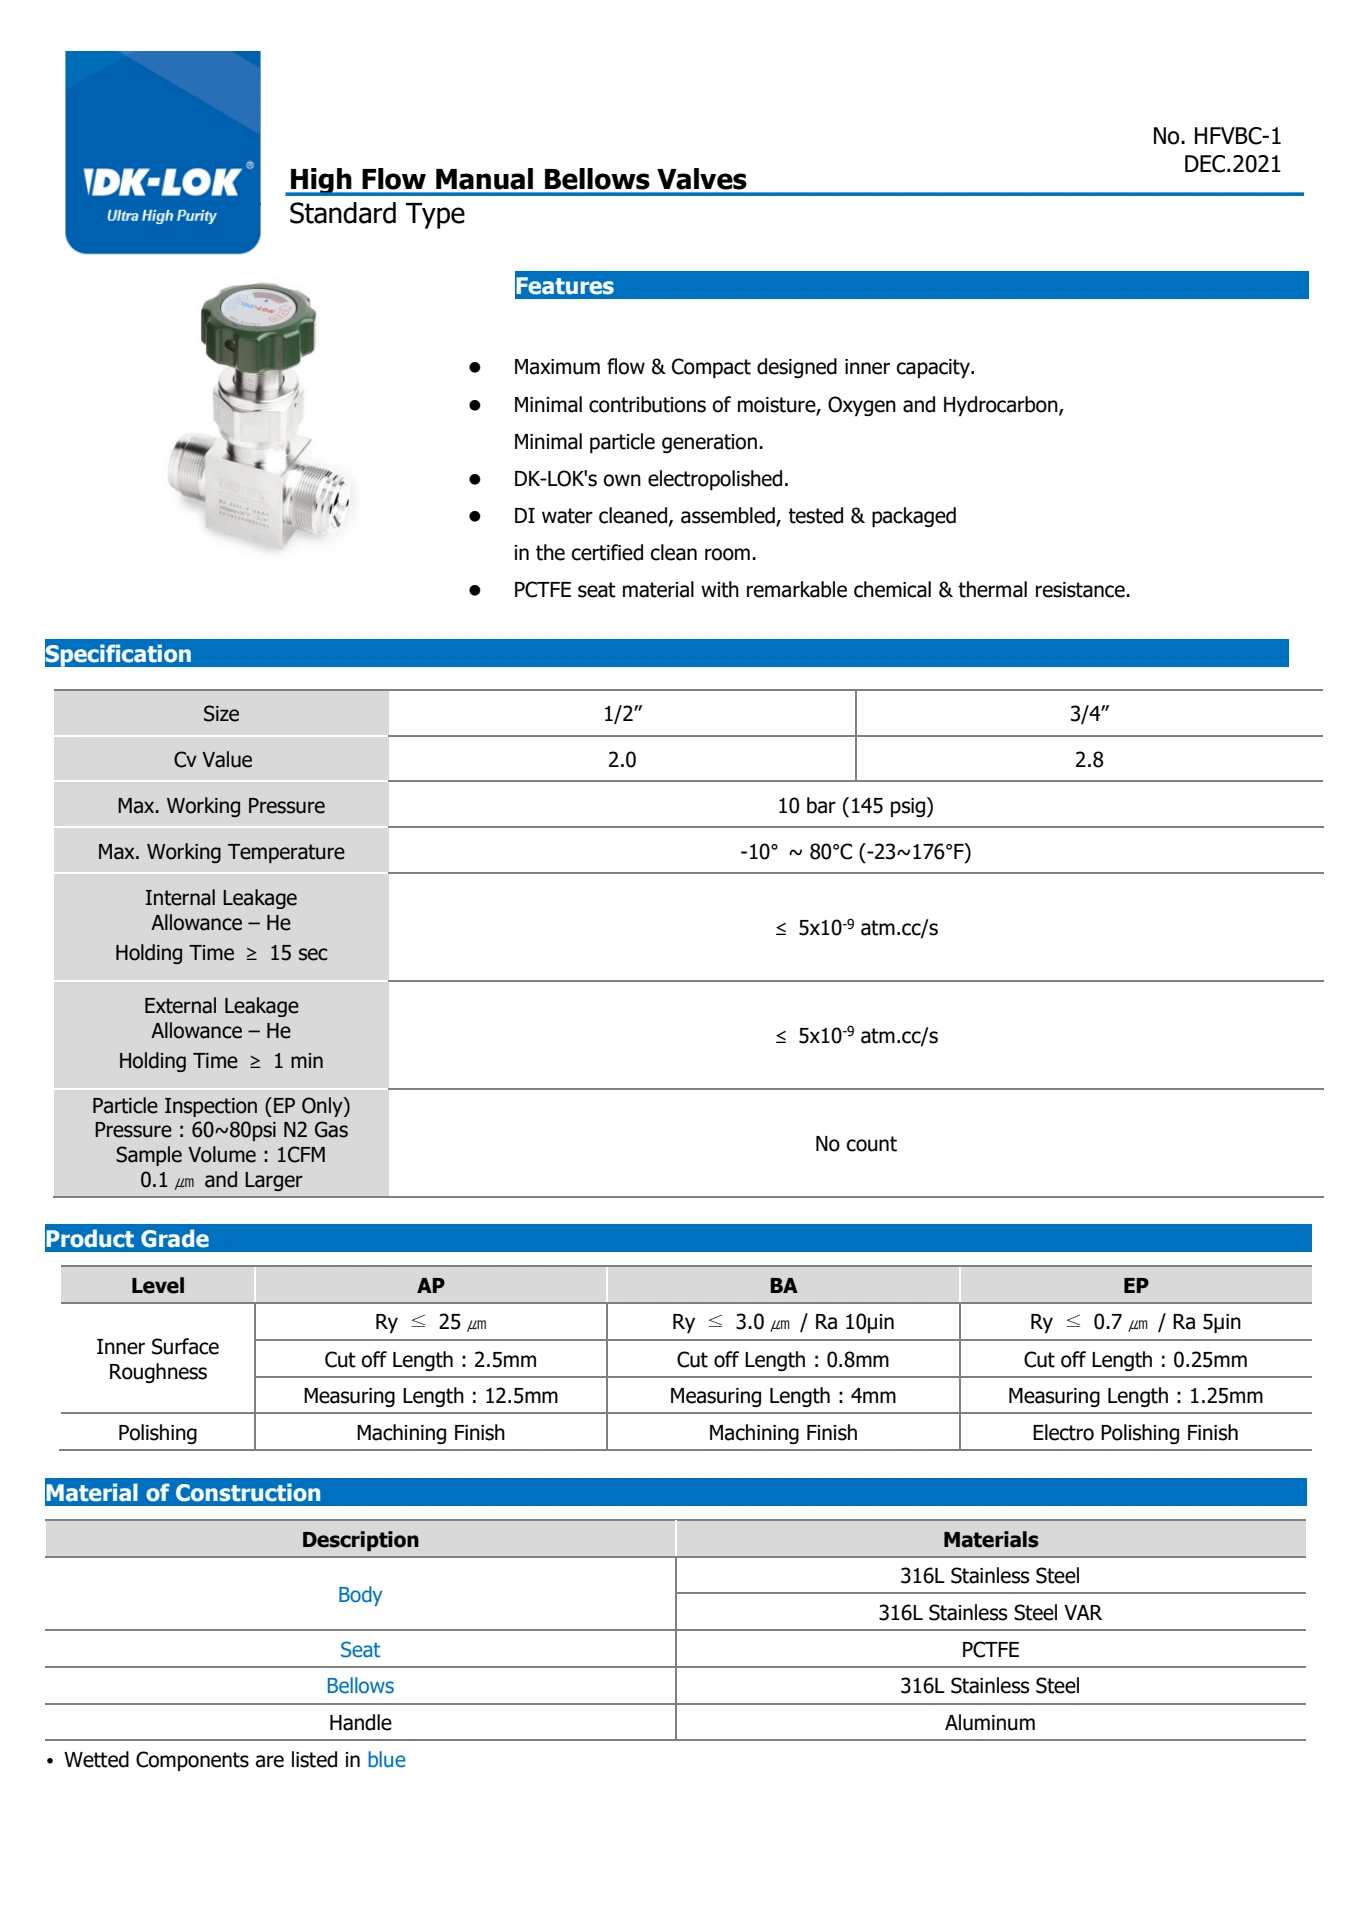 DK-LOK®
Ultra High Purity
No. HFVBC-1
DEC.2021
High Flow Manual Bellows Valves
Standard Type
Features
● Maximum flow & Compact designed inner capacity.
● Minimal contributions of moisture, Oxygen and Hydrocarbon,
Minimal particle generation.
● DK-LOK's own electropolished.
● DI water cleaned, assembled, tested & packaged
in the certified clean room.
● PCTFE seat material with remarkable chemical & thermal resistance.
Specification
Size 1/2” 3/4”
Cv Value 2.0 2.8
Max. Working Pressure 10 bar (145 psig)
Max. Working Temperature -10° ~ 80°C (-23~176°F)
Internal Leakage
Allowance – He
Holding Time ≥ 15 sec
≤ 5x10⁻⁹ atm.cc/s
External Leakage
Allowance – He
Holding Time ≥ 1 min
≤ 5x10⁻⁹ atm.cc/s
Particle Inspection (EP Only)
Pressure : 60~80psi N2 Gas
Sample Volume : 1CFM
0.1 ㎛ and Larger
No count
Product Grade
Level AP BA EP
Inner Surface
Roughness
Ry ≤ 25 ㎛ Ry ≤ 3.0 ㎛ / Ra 10µin Ry ≤ 0.7 ㎛ / Ra 5µin
Cut off Length : 2.5mm Cut off Length : 0.8mm Cut off Length : 0.25mm
Measuring Length : 12.5mm Measuring Length : 4mm Measuring Length : 1.25mm
Polishing Machining Finish Machining Finish Electro Polishing Finish
Material of Construction
Description Materials
Body 316L Stainless Steel
316L Stainless Steel VAR
Seat PCTFE
Bellows 316L Stainless Steel
Handle Aluminum
• Wetted Components are listed in blue